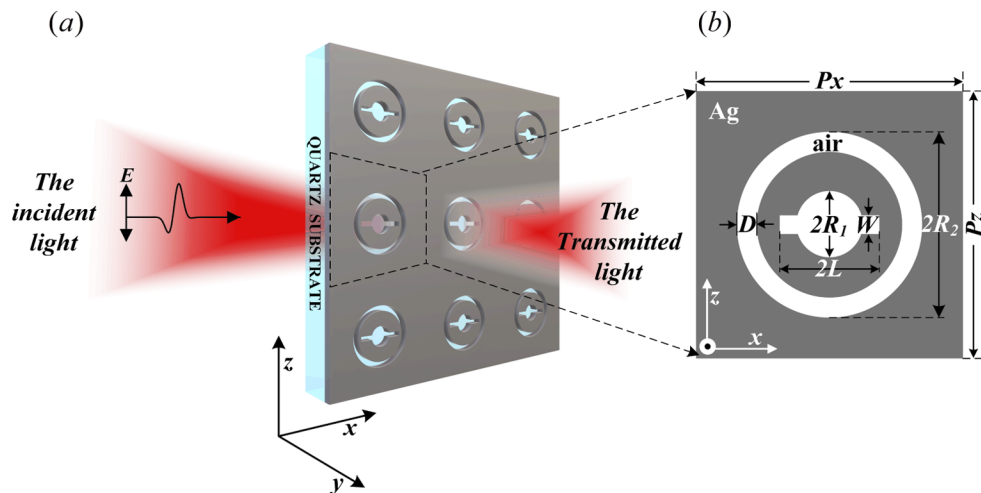 (a)
(b)
E
The
incident
light
QUARTZ SUBSTRATE
The
Transmitted
light
z
x
y
Px
Ag
air
D
2R1
W
2R2
Pz
2L
z
x